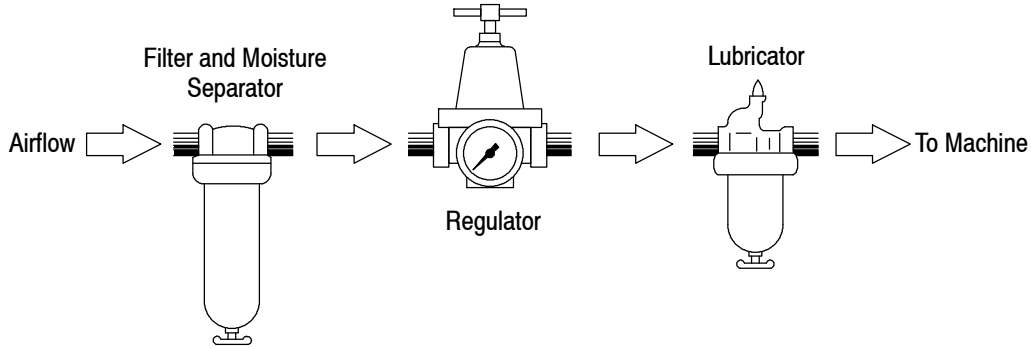 Filter and Moisture
Separator
Lubricator
Airflow
To Machine
Regulator